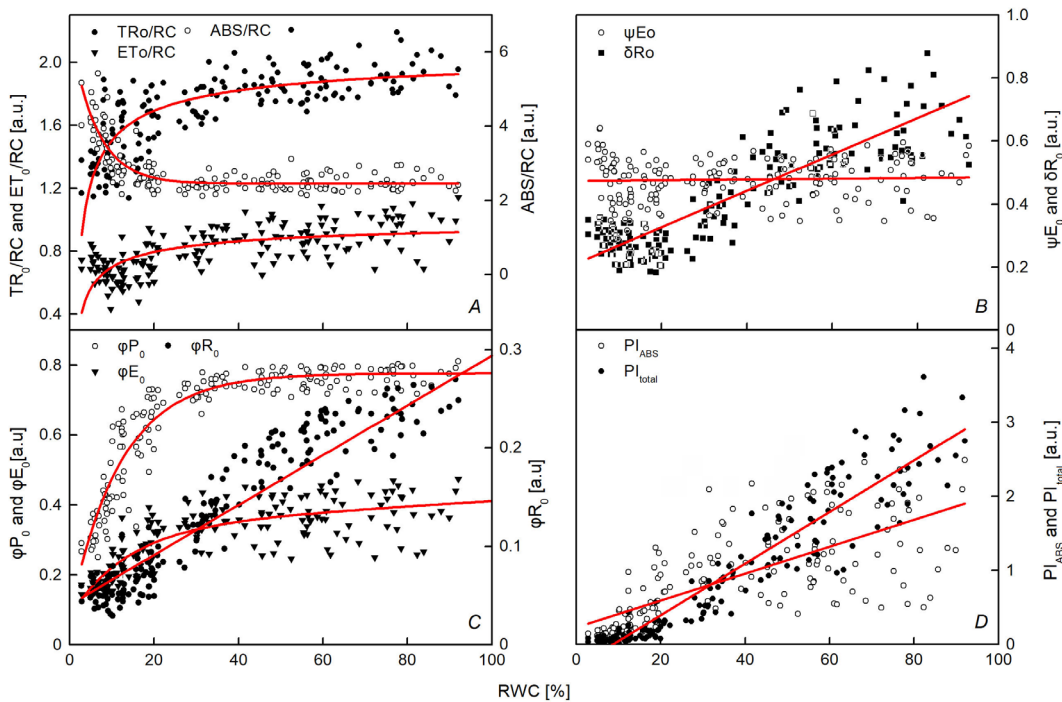 TRo/RC ABS/RC
ETo/RC
2.0
1.6
1.2
0.8
0.4
6
4
2
0
TR0/RC and ET0/RC [a.u.]
ABS/RC [a.u.]
A
ψEo
δRo
1.0
0.8
0.6
0.4
0.2
0
ψE0 and δR0 [a.u.]
B
φP0 φR0
φE0
0.8
0.6
0.4
0.2
0
0.3
0.2
0.1
0.0
φP0 and φE0[a.u]
φR0 [a.u]
C
0 20 40 60 80 100
PIABS
PItotal
4
3
2
1
0
PIABS and PItotal [a.u.]
D
0 20 40 60 80 100
RWC [%]